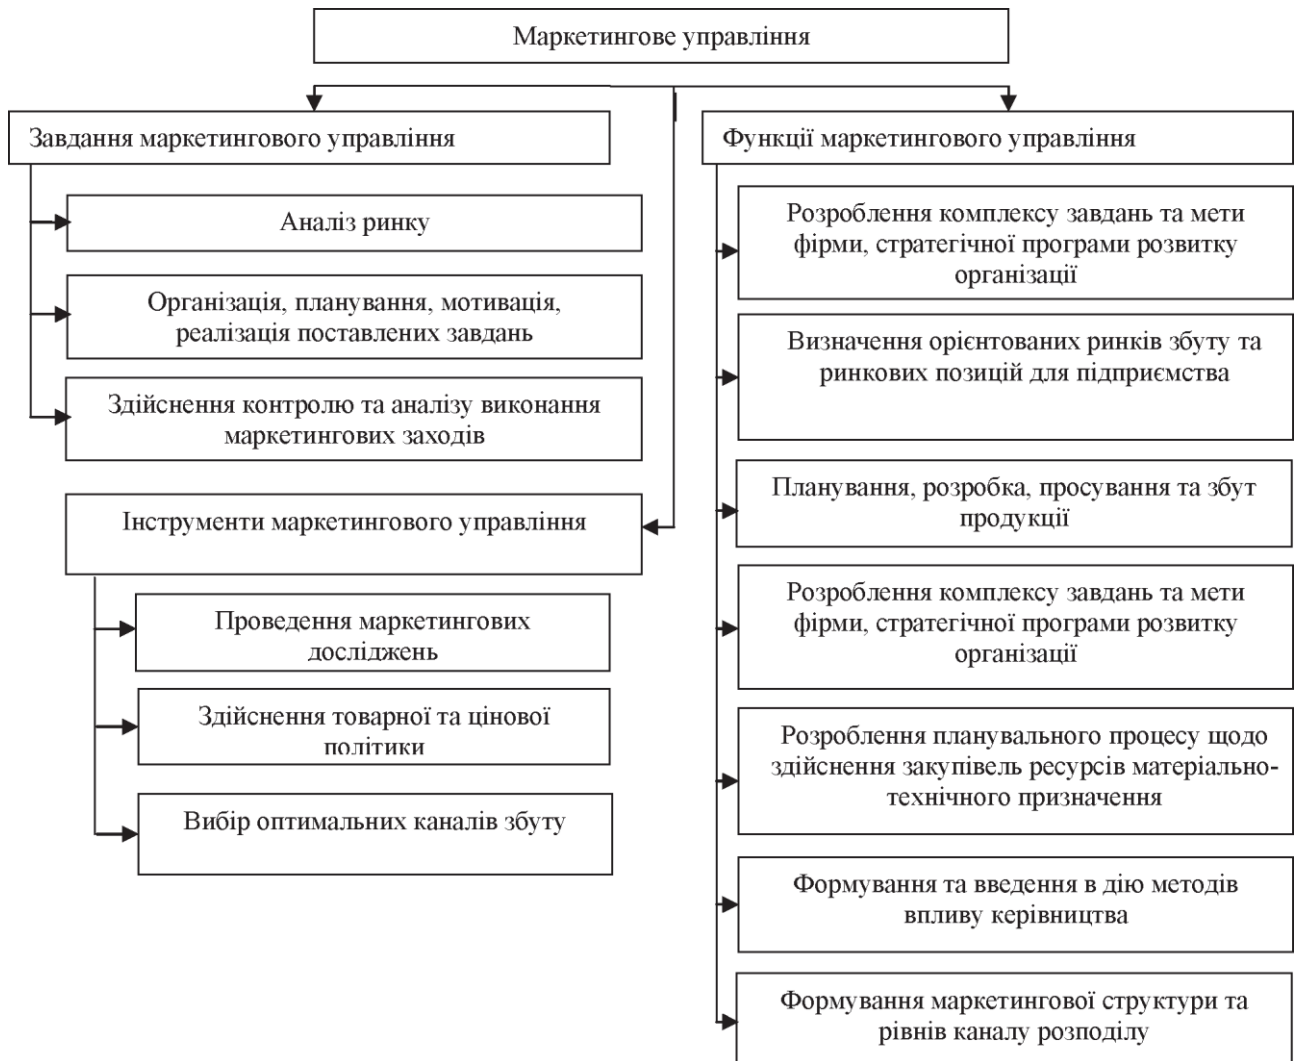 Маркетингове управління
Завдання маркетингового управління
Аналіз ринку
Організація, планування, мотивація,
реалізація поставлених завдань
Здійснення контролю та аналізу виконання
маркетингових заходів
Інструменти маркетингового управління
Проведення маркетингових
досліджень
Здійснення товарної та цінової
політики
Вибір оптимальних каналів збуту
Функції маркетингового управління
Розроблення комплексу завдань та мети
фірми, стратегічної програми розвитку
організації
Визначення орієнтованих ринків збуту та
ринкових позицій для підприємства
Планування, розробка, просування та збут
продукції
Розроблення комплексу завдань та мети
фірми, стратегічної програми розвитку
організації
Розроблення планувального процесу щодо
здійснення закупівель ресурсів матеріально-
технічного призначення
Формування та введення в дію методів
впливу керівництва
Формування маркетингової структури та
рівнів каналу розподілу